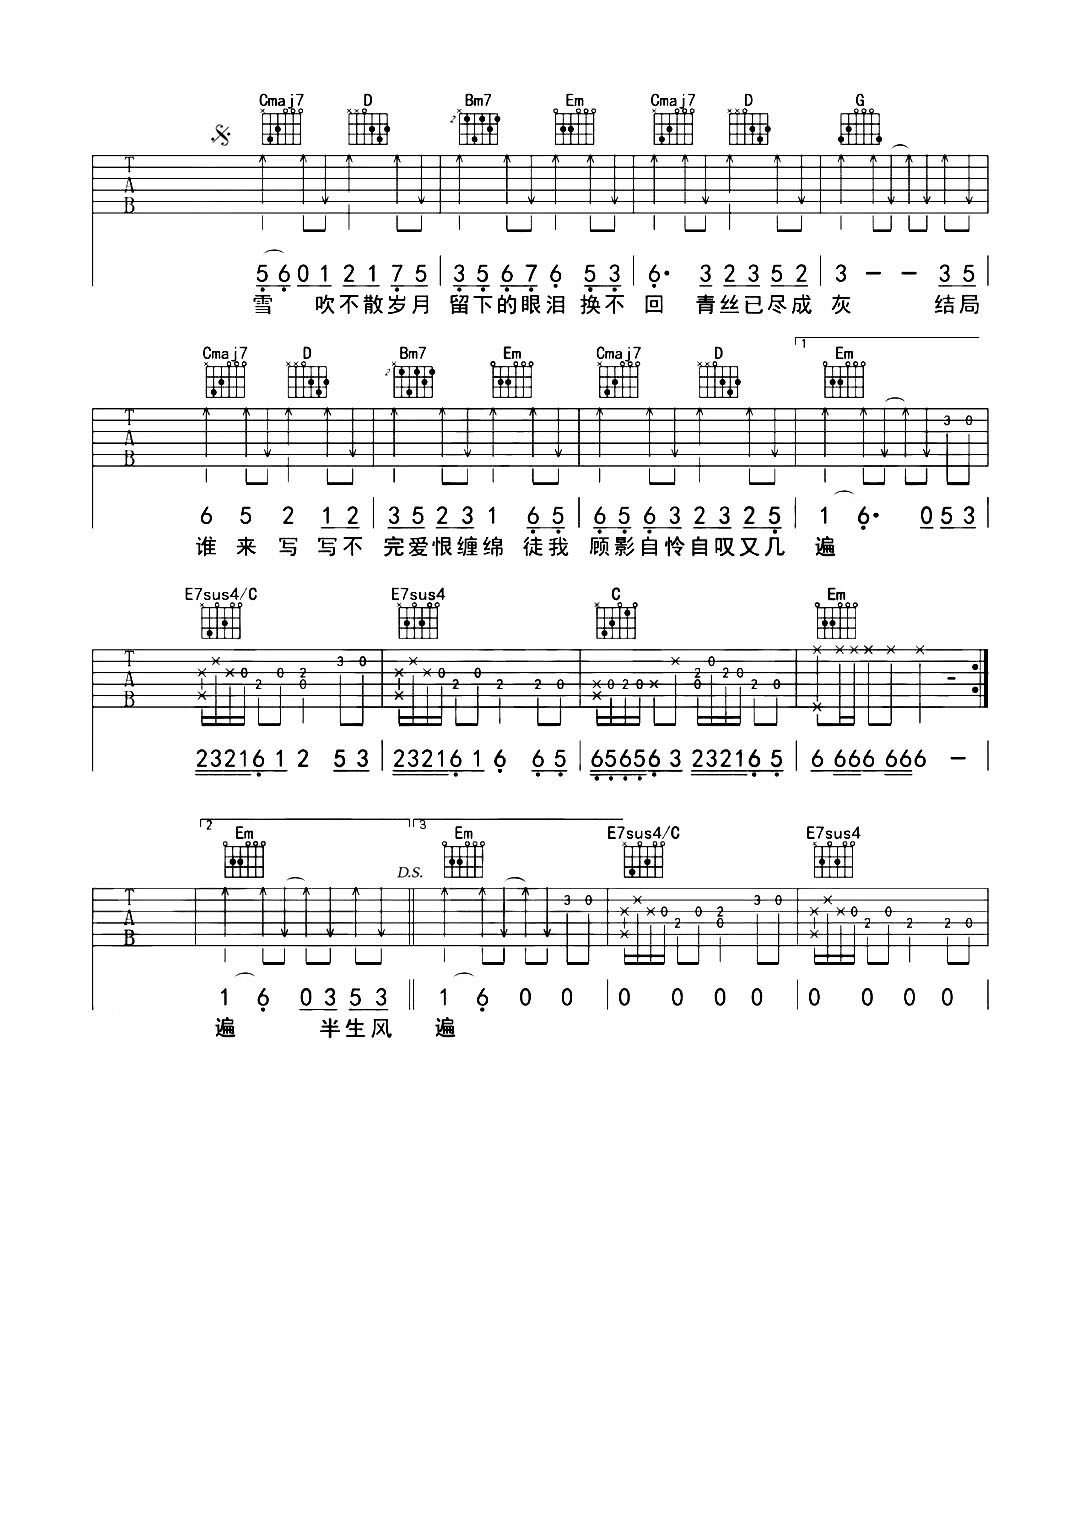 Cmaj7 D Bm7 Em Cmaj7 D G
2
T A B
5 6 0 1 2 1 7 5 3 5 6 7 6 5 3 6· 3 2 3 5 2 3 － － 3 5
雪 吹不散岁月 留下的眼泪换不 回 青丝已尽成 灰 结局
1
Cmaj7 D Bm7 Em Cmaj7 D Em
2
T A B
3 0
6 5 2 1 2 3 5 2 3 1 6 5 6 5 6 3 2 3 2 5 1 6· 0 5 3
谁 来 写 写不 完爱恨缠绵 徒我 顾影自怜自叹又几 遍
E7sus4/C E7sus4 C Em
T A B
0 2 0 2 0 3 0 0 2 0 2 2 0 0 2 0 2 0 0 2 0 2 0 -
2 3 2 1 6 1 2 5 3 2 3 2 1 6 1 6 6 5 6 5 6 5 6 3 2 3 2 1 6 5 6 6 6 6 6 6 6 －
2 3
Em Em E7sus4/C E7sus4
D.S.
T A B
3 0 0 2 0 2 0 3 0 0 2 0 2 2 0
1 6 0 3 5 3 1 6 0 0 0 0 0 0 0 0 0 0
遍 半生风 遍